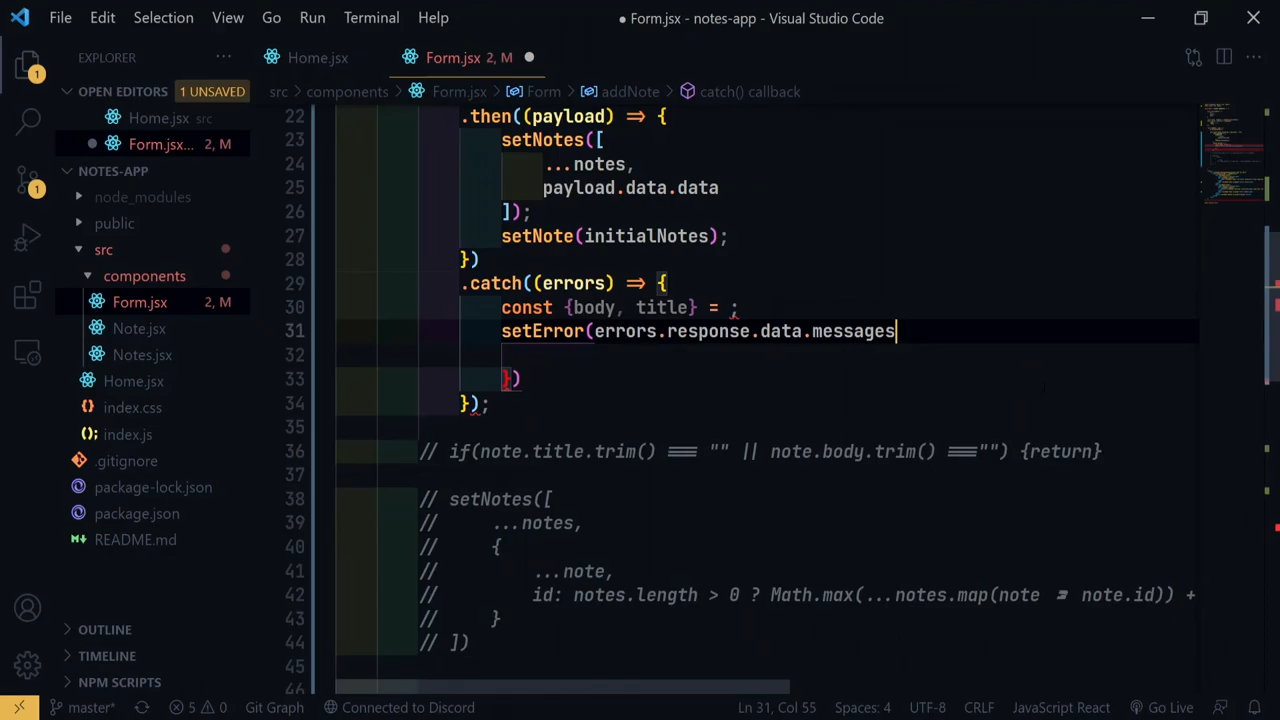 File Edit Selection View Go Run Terminal Help
● Form.jsx - notes-app - Visual Studio Code
EXPLORER ···
Home.jsx
Form.jsx 2, M
OPEN EDITORS 1 UNSAVED
src > components > Form.jsx > Form > addNote > catch() callback
Home.jsx src
Form.jsx... 2, M
NOTES-APP
node_modules
public
src
components
Form.jsx 2, M
Note.jsx
Notes.jsx
Home.jsx
index.css
index.js
.gitignore
package-lock.json
package.json
README.md
OUTLINE
TIMELINE
NPM SCRIPTS
1
1
22 .then((payload) => {
23 setNotes([
24 ...notes,
25 payload.data.data
26 ]);
27 setNote(initialNotes);
28 })
29 .catch((errors) => {
30 const {body, title} = ;
31 setError(errors.response.data.messages
32
33 })
34 });
35
36 // if(note.title.trim() === "" || note.body.trim() ==="") {return}
37
38 // setNotes([
39 // ...notes,
40 // {
41 // ...note,
42 // id: notes.length > 0 ? Math.max(...notes.map(note => note.id)) +
43 // }
44 // ])
45
46
master* 5 0 Git Graph Connected to Discord Ln 31, Col 55 Spaces: 4 UTF-8 CRLF JavaScript React Go Live